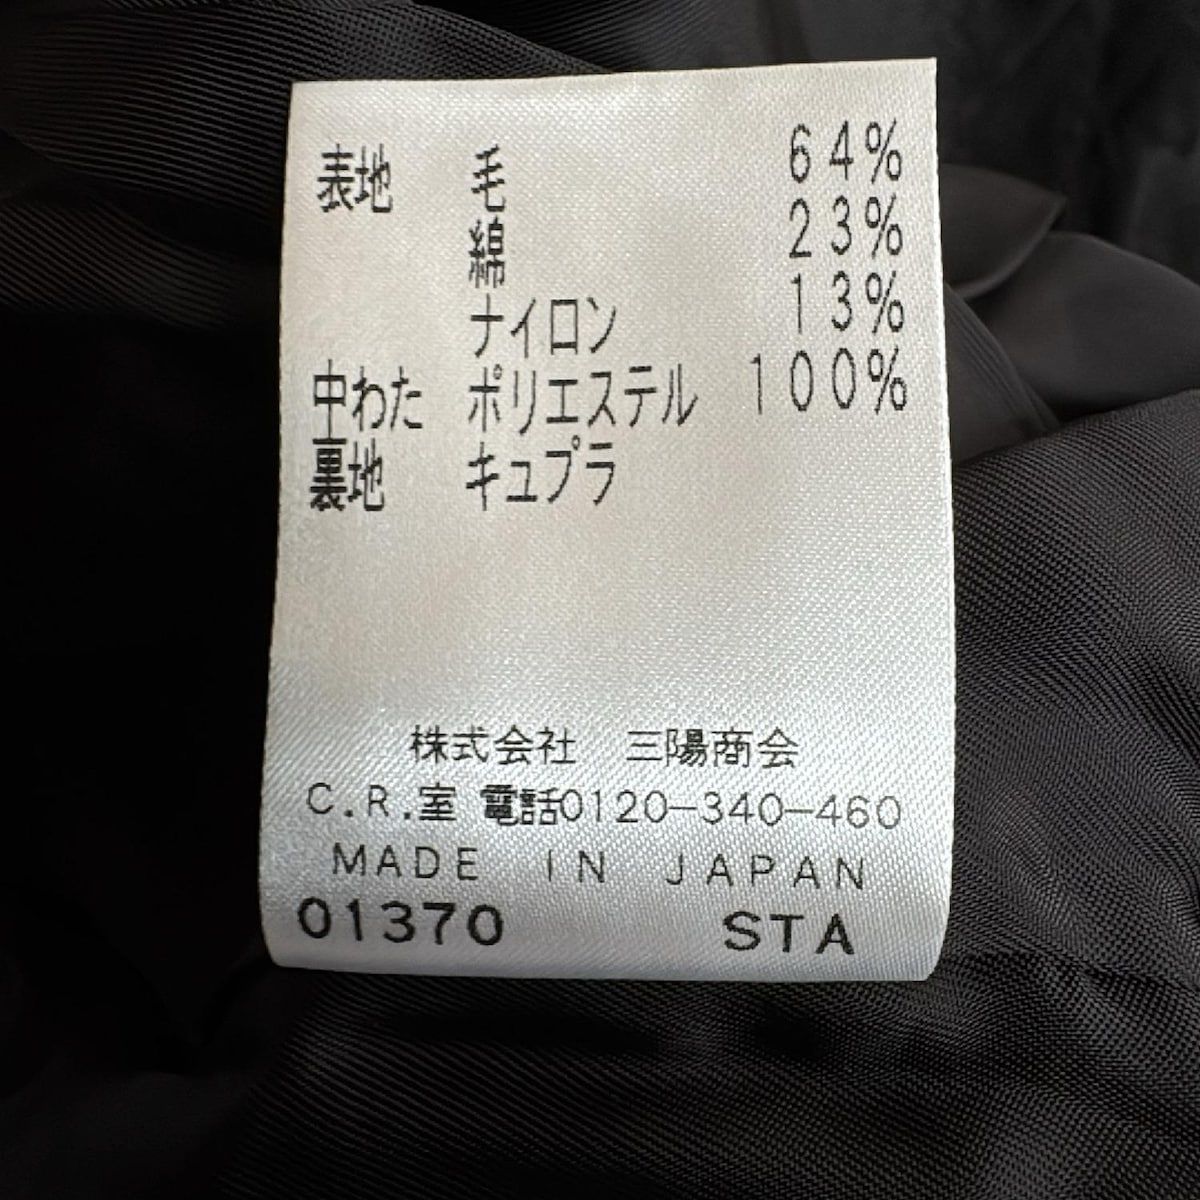 表地 毛 64%
綿 23%
ナイロン 13%
中わた ポリエステル 100%
裏地 キュプラ
株式会社 三陽商会
C.R.室 電話0120-340-460
MADE IN JAPAN
01370 STA